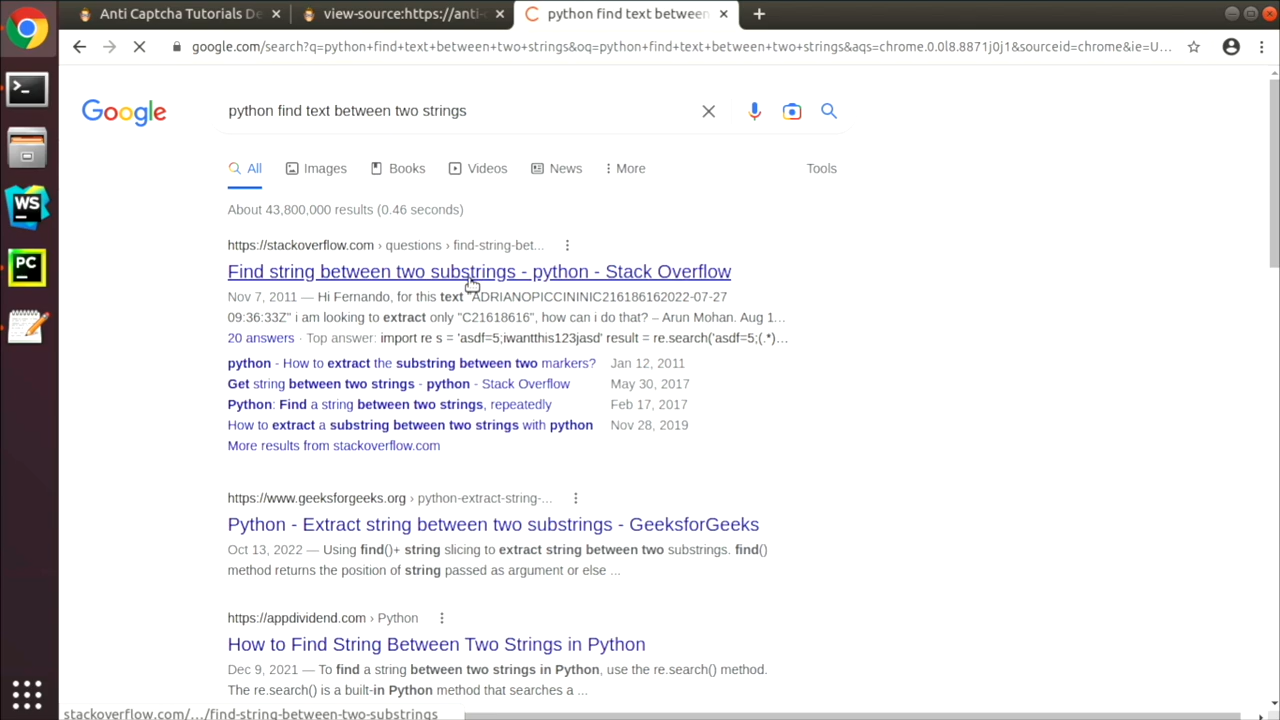 Anti Captcha Tutorials De
view-source:https://anti-c
python find text between
google.com/search?q=python+find+text+between+two+strings&oq=python+find+text+between+two+strings&aqs=chrome.0.0l8.8871j0j1&sourceid=chrome&ie=U...
Google
python find text between two strings
All
Images
Books
Videos
News
More
Tools
About 43,800,000 results (0.46 seconds)
https://stackoverflow.com › questions › find-string-bet...
Find string between two substrings - python - Stack Overflow
Nov 7, 2011 — Hi Fernando, for this text "ADRIANOPICCININIC216186162022-07-27
09:36:33Z" i am looking to extract only "C21618616", how can i do that? – Arun Mohan. Aug 1...
20 answers · Top answer: import re s = 'asdf=5;iwantthis123jasd' result = re.search('asdf=5;(.*)...
python - How to extract the substring between two markers? Jan 12, 2011
Get string between two strings - python - Stack Overflow May 30, 2017
Python: Find a string between two strings, repeatedly Feb 17, 2017
How to extract a substring between two strings with python Nov 28, 2019
More results from stackoverflow.com
https://www.geeksforgeeks.org › python-extract-string-...
Python - Extract string between two substrings - GeeksforGeeks
Oct 13, 2022 — Using find()+ string slicing to extract string between two substrings. find()
method returns the position of string passed as argument or else ...
https://appdividend.com › Python
How to Find String Between Two Strings in Python
Dec 9, 2021 — To find a string between two strings in Python, use the re.search() method.
The re.search() is a built-in Python method that searches a ...
stackoverflow.com/.../find-string-between-two-substrings
WS
PC